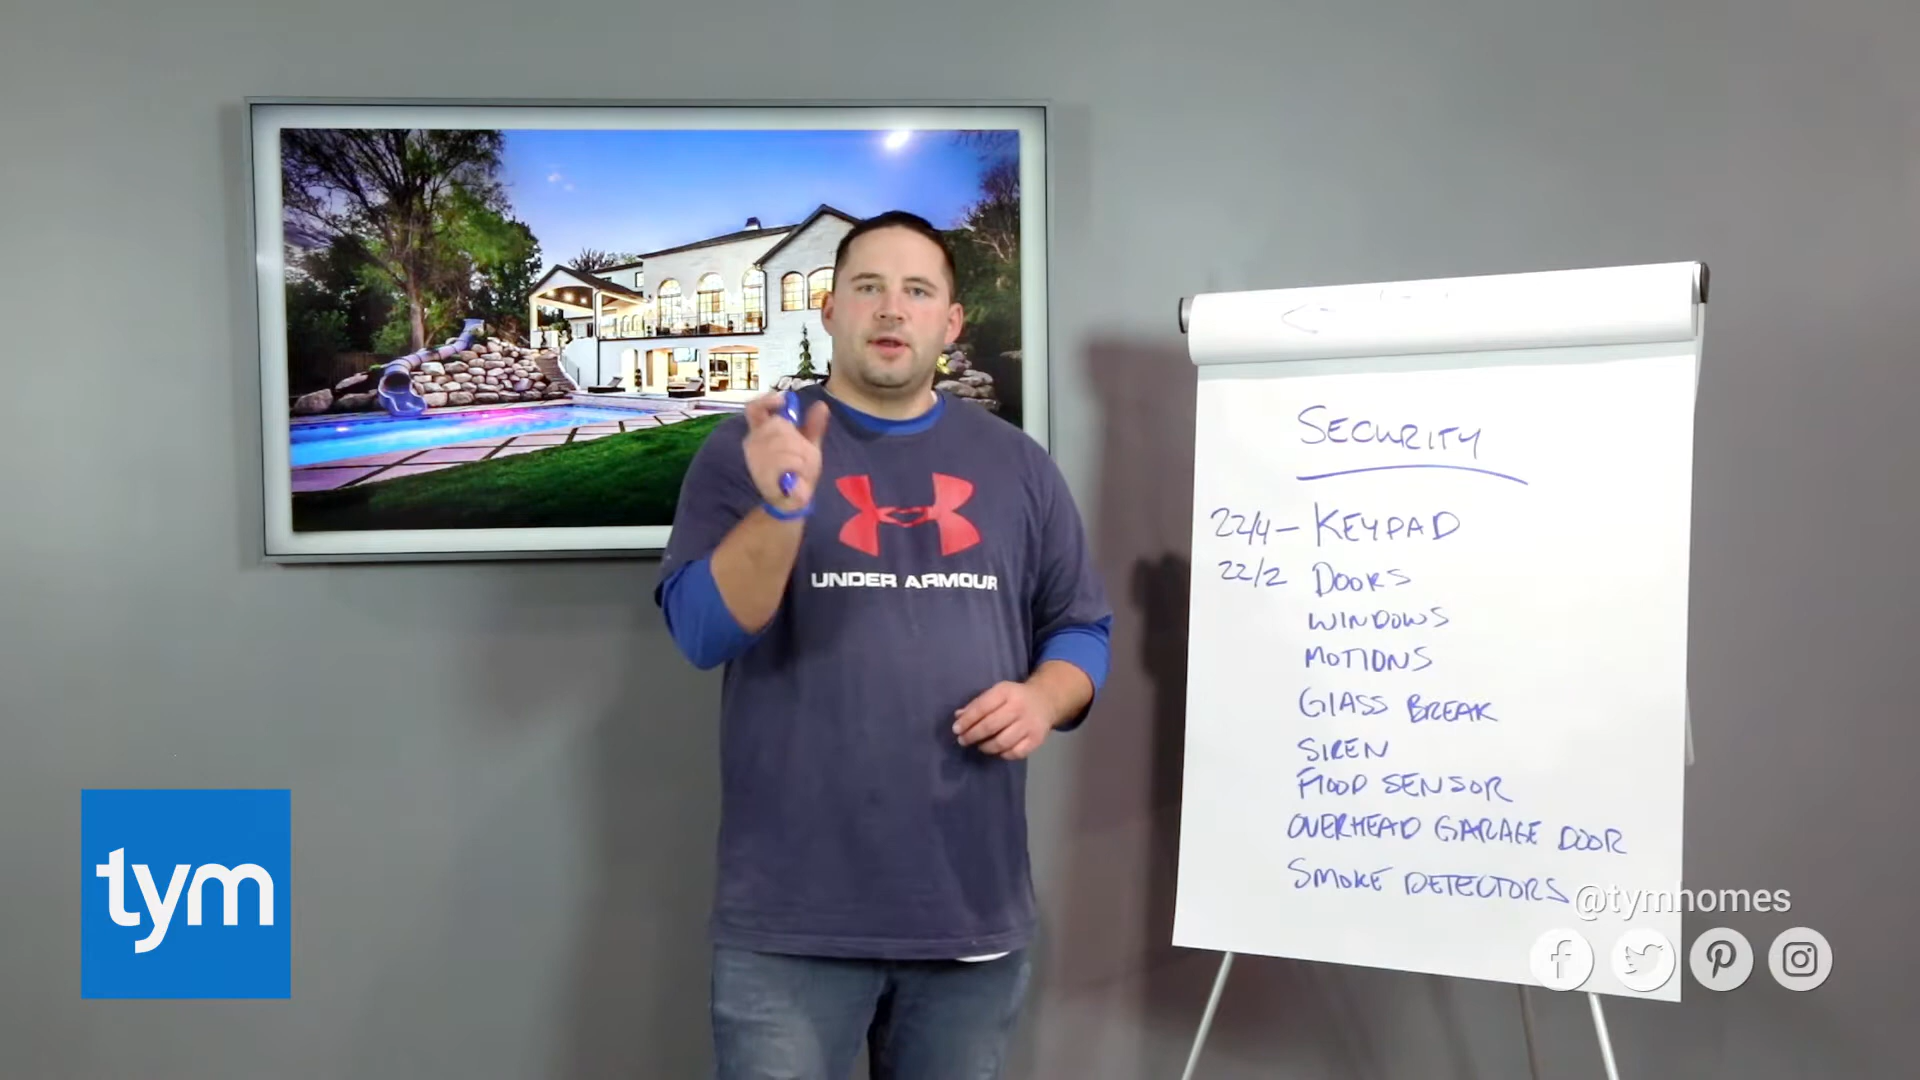 UNDER ARMOUR
SECURITY
22/4 - KEYPAD
22/2 DOORS
WINDOWS
MOTIONS
GLASS BREAK
SIREN
FLOOD SENSOR
OVERHEAD GARAGE DOOR
SMOKE DETECTORS
@tymhomes
tym